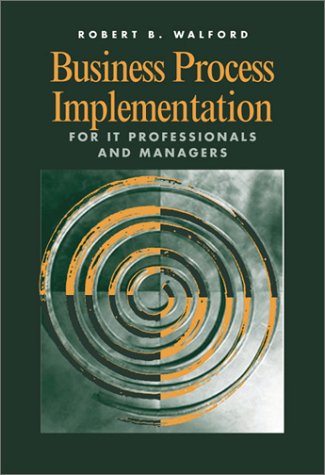 ROBERT B. WALFORD
Business Process
Implementation
FOR IT PROFESSIONALS
AND MANAGERS